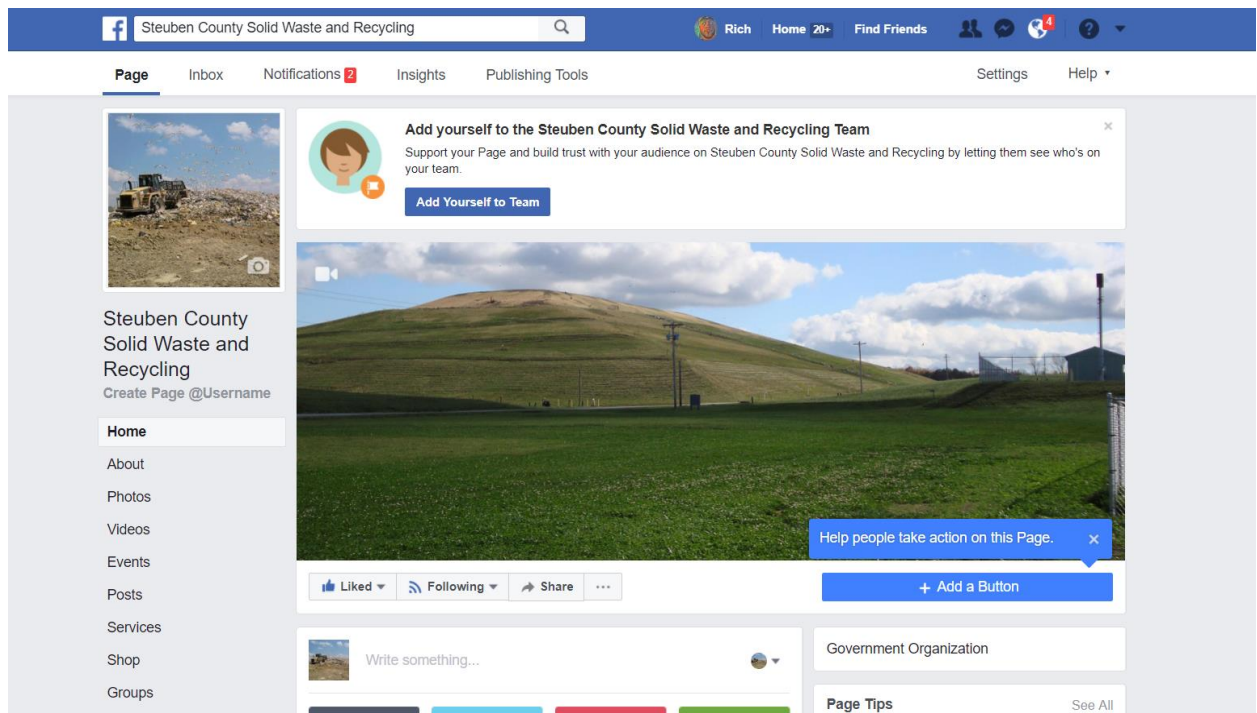 Steuben County Solid Waste and Recycling
Rich Home 20+ Find Friends 4
Page Inbox Notifications 2 Insights Publishing Tools Settings Help
Add yourself to the Steuben County Solid Waste and Recycling Team
Support your Page and build trust with your audience on Steuben County Solid Waste and Recycling by letting them see who's on
your team.
Add Yourself to Team
Steuben County
Solid Waste and
Recycling
Create Page @Username
Home
About
Photos
Videos
Events
Posts
Services
Shop
Groups
Help people take action on this Page.
Liked Following Share ...
+ Add a Button
Write something...
Government Organization
Page Tips See All